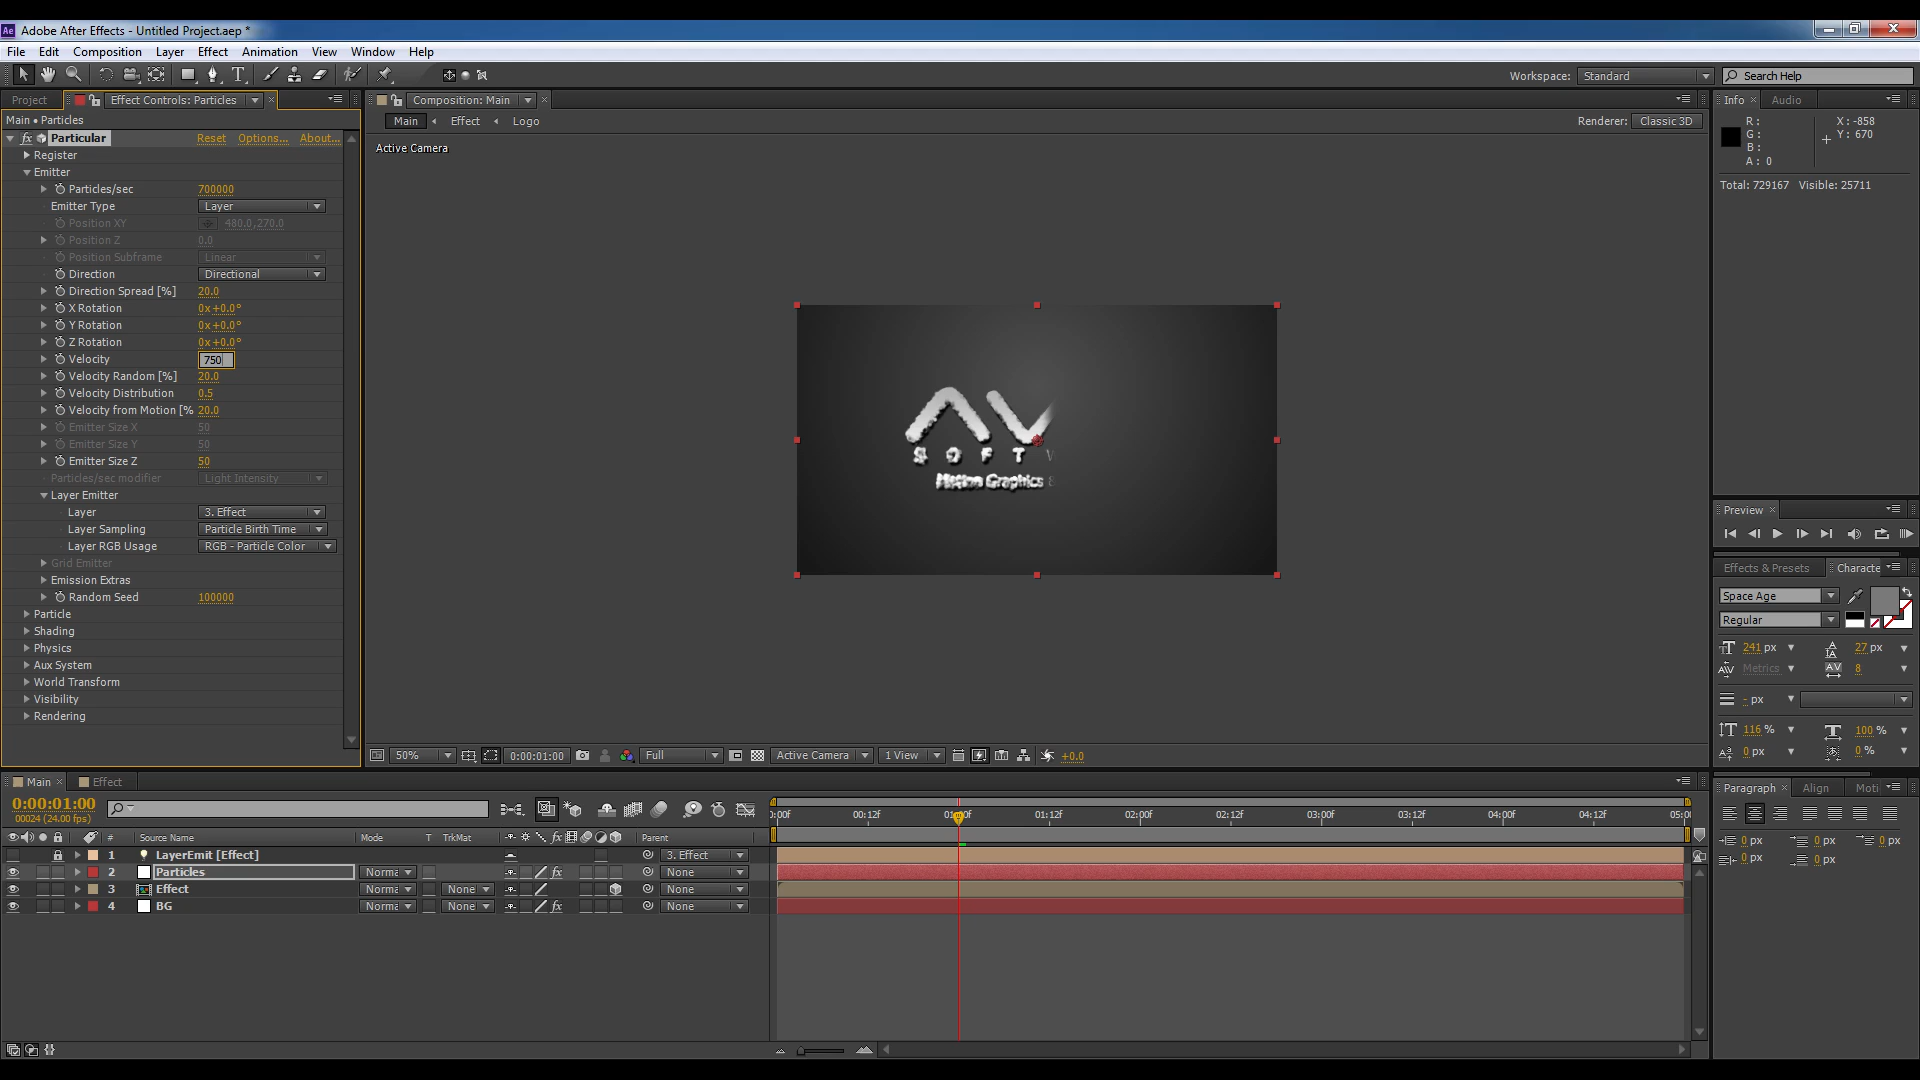 Adobe After Effects - Untitled Project.aep *
File Edit Composition Layer Effect Animation View Window Help
Workspace: Standard
Search Help
Project
Effect Controls: Particles
Main • Particles
Particular Reset Options... About...
Register
Emitter
Particles/sec 700000
Emitter Type Layer
Position XY 480.0,270.0
Position Z 0.0
Position Subframe Linear
Direction Directional
Direction Spread [%] 20.0
X Rotation 0x+0.0°
Y Rotation 0x+0.0°
Z Rotation 0x+0.0°
Velocity 750
Velocity Random [%] 20.0
Velocity Distribution 0.5
Velocity from Motion [% 20.0
Emitter Size X 50
Emitter Size Y 50
Emitter Size Z 50
Particles/sec modifier Light Intensity
Layer Emitter
Layer 3. Effect
Layer Sampling Particle Birth Time
Layer RGB Usage RGB - Particle Color
Grid Emitter
Emission Extras
Random Seed 100000
Particle
Shading
Physics
Aux System
World Transform
Visibility
Rendering
Composition: Main
Main Effect Logo
Renderer: Classic 3D
Active Camera
AV
S O F T
Motion Graphics &
50% 0:00:01:00 Full Active Camera 1 View +0.0
Info Audio
R :
G :
B :
A : 0
X : -858
Y : 670
Total: 729167 Visible: 25711
Preview
Effects & Presets Characte
Space Age
Regular
241 px 27 px
Metrics 8
- px
116 % 100 %
0 px 0 %
Paragraph Align Moti
0 px 0 px 0 px
0 px 0 px
Main Effect
0:00:01:00
00024 (24.00 fps)
:00f 00:12f 01:00f 01:12f 02:00f 02:12f 03:00f 03:12f 04:00f 04:12f 05:0
# Source Name Mode T TrkMat Parent
1 LayerEmit [Effect] 3. Effect
2 Particles Norma None
3 Effect Norma None None
4 BG Norma None None